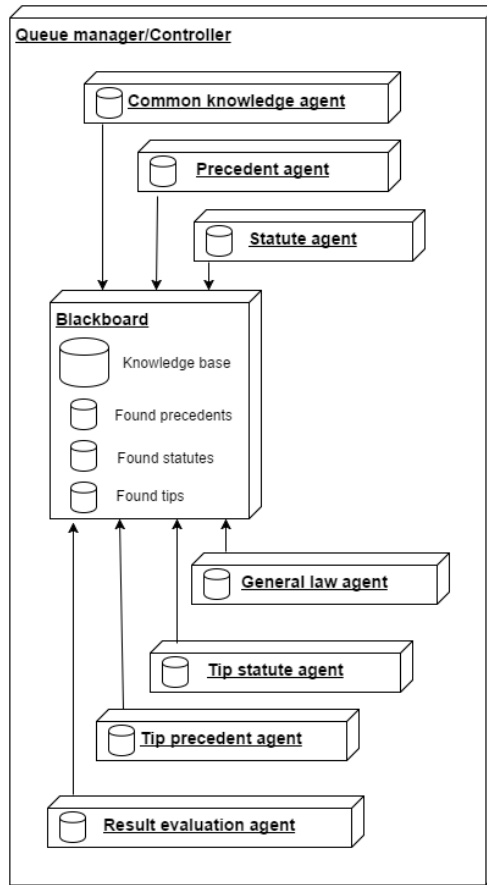 Queue manager/Controller
Common knowledge agent
Precedent agent
Statute agent
Blackboard
Knowledge base
Found precedents
Found statutes
Found tips
General law agent
Tip statute agent
Tip precedent agent
Result evaluation agent